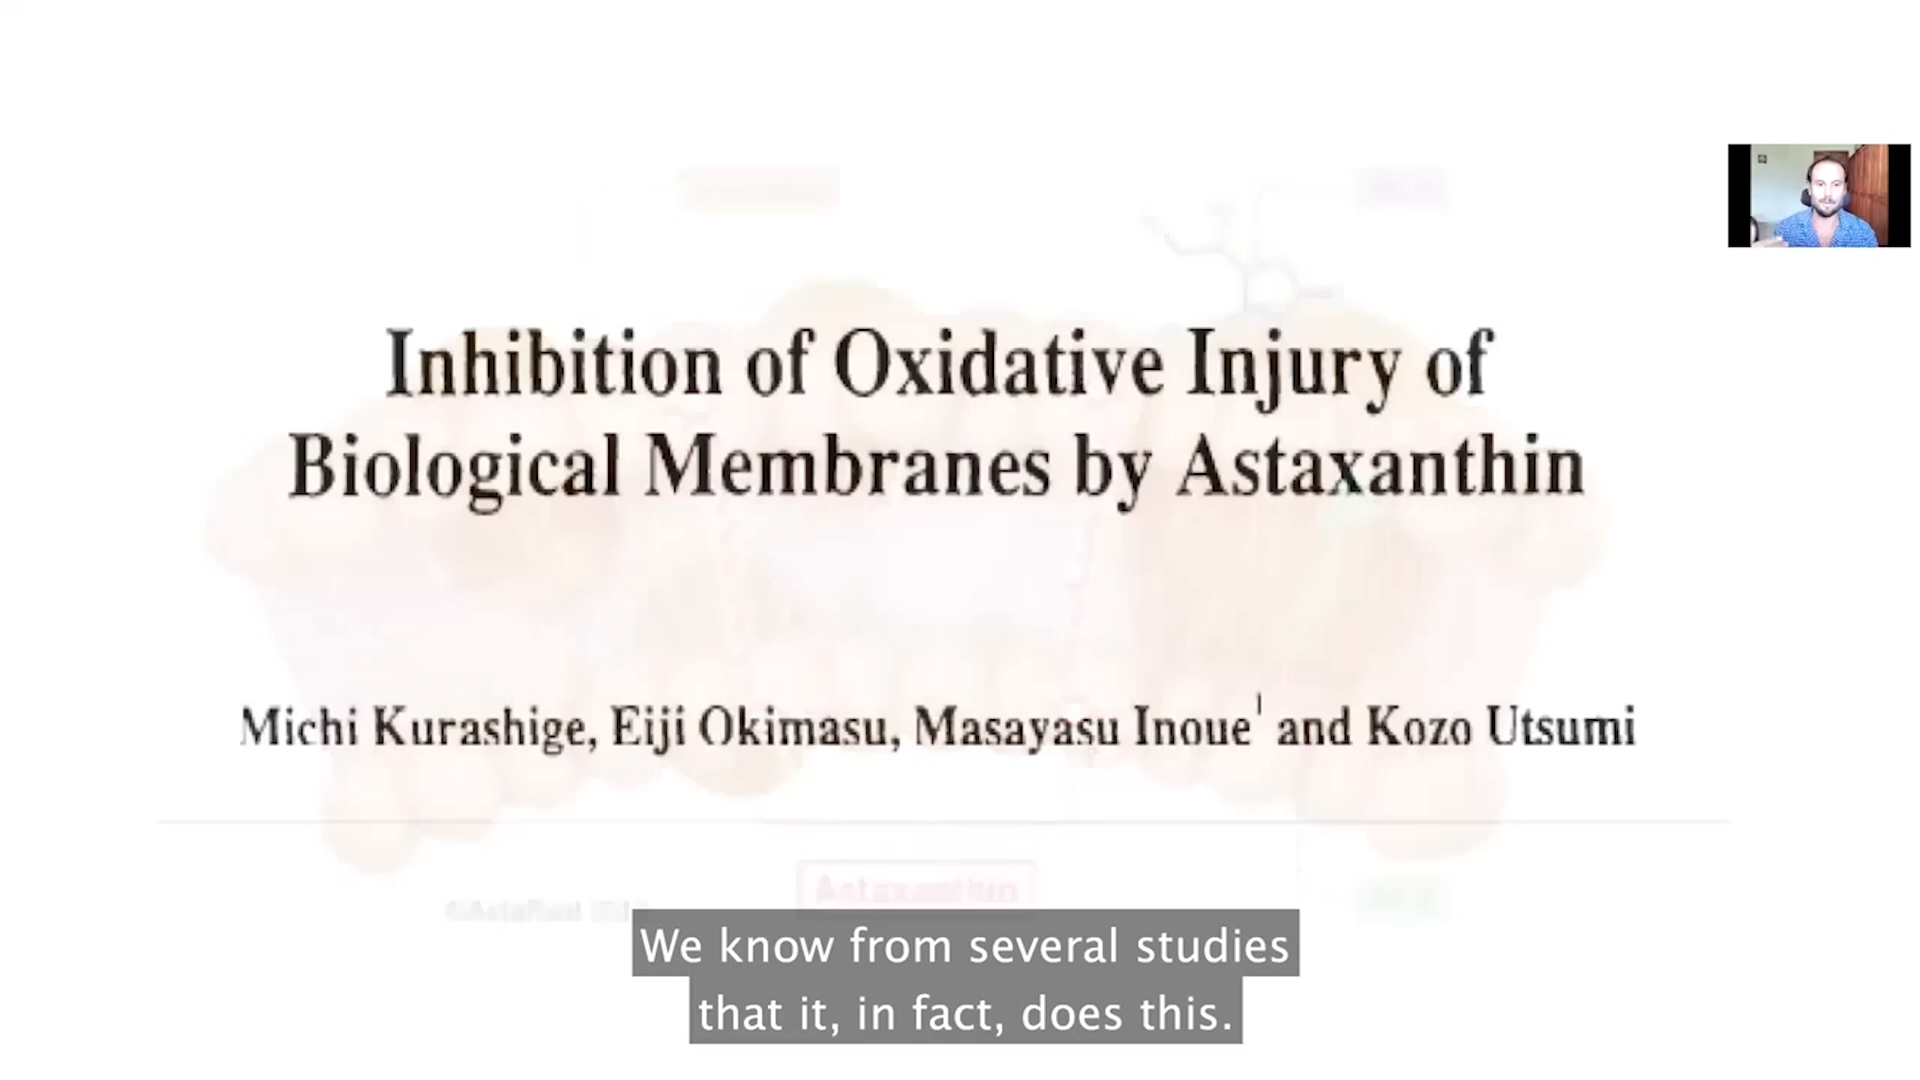 Inhibition of Oxidative Injury of
Biological Membranes by Astaxanthin
Michi Kurashige, Eiji Okimasu, Masayasu Inoue¹ and Kozo Utsumi
Astaxanthin
We know from several studies
that it, in fact, does this.